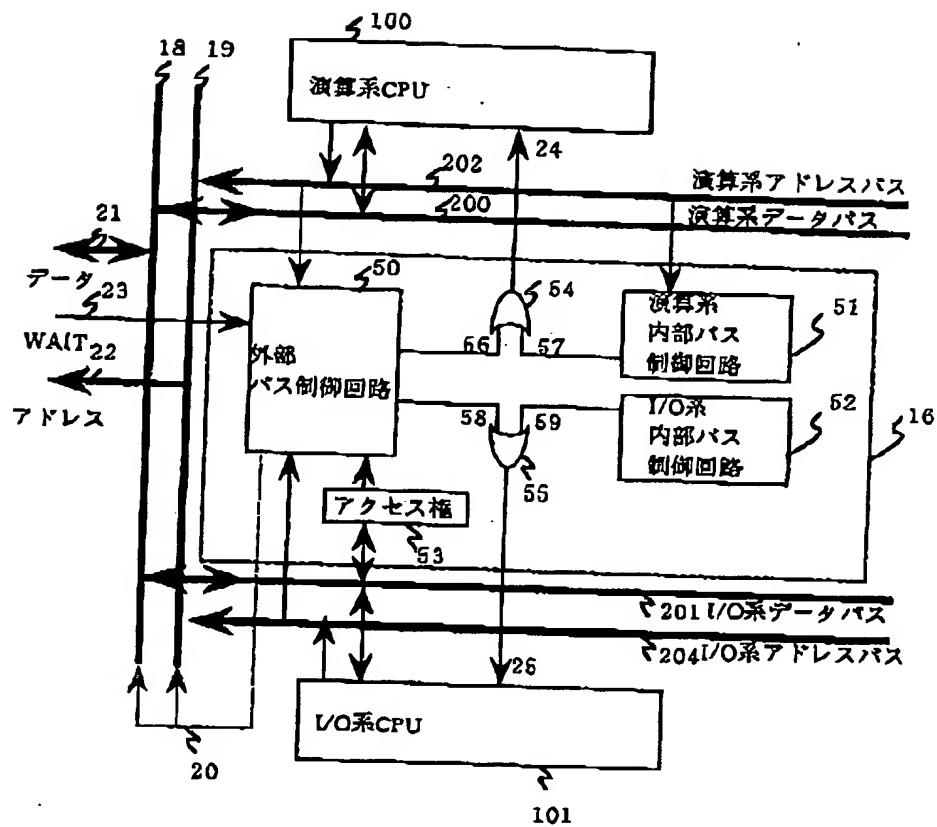 100
18
19
演算系CPU
24
202
演算系アドレスバス
200
演算系データバス
21
データ
50
54
23
56
57
演算系
内部バス
制御回路
51
WAIT
22
外部
バス制御回路
アドレス
58
59
I/O系
内部バス
制御回路
52
16
55
アクセス権
53
201 I/O系データバス
204 I/O系アドレスバス
26
I/O系CPU
20
101